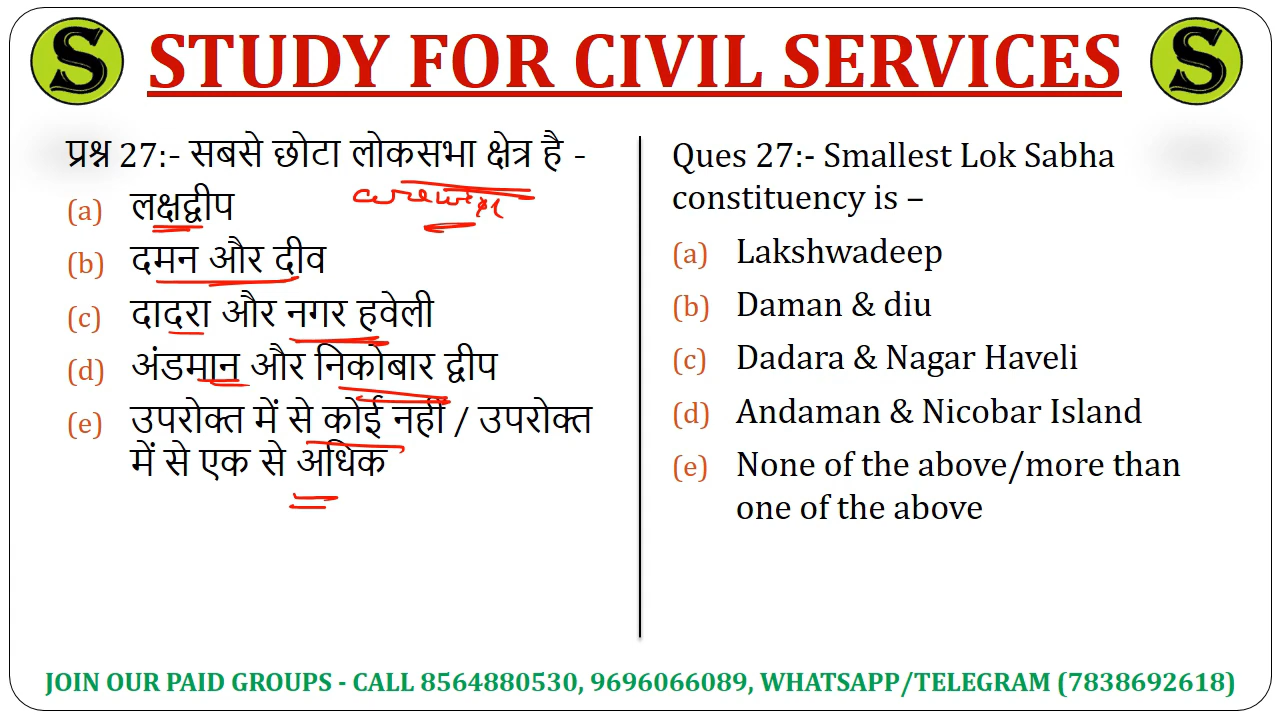 S STUDY FOR CIVIL SERVICES S
प्रश्न 27:- सबसे छोटा लोकसभा क्षेत्र है -
(a) लक्षद्वीप
(b) दमन और दीव
(c) दादरा और नगर हवेली
(d) अंडमान और निकोबार द्वीप
(e) उपरोक्त में से कोई नहीं / उपरोक्त
में से एक से अधिक
Ques 27:- Smallest Lok Sabha
constituency is –
(a) Lakshwadeep
(b) Daman & diu
(c) Dadara & Nagar Haveli
(d) Andaman & Nicobar Island
(e) None of the above/more than
one of the above
JOIN OUR PAID GROUPS - CALL 8564880530, 9696066089, WHATSAPP/TELEGRAM (7838692618)